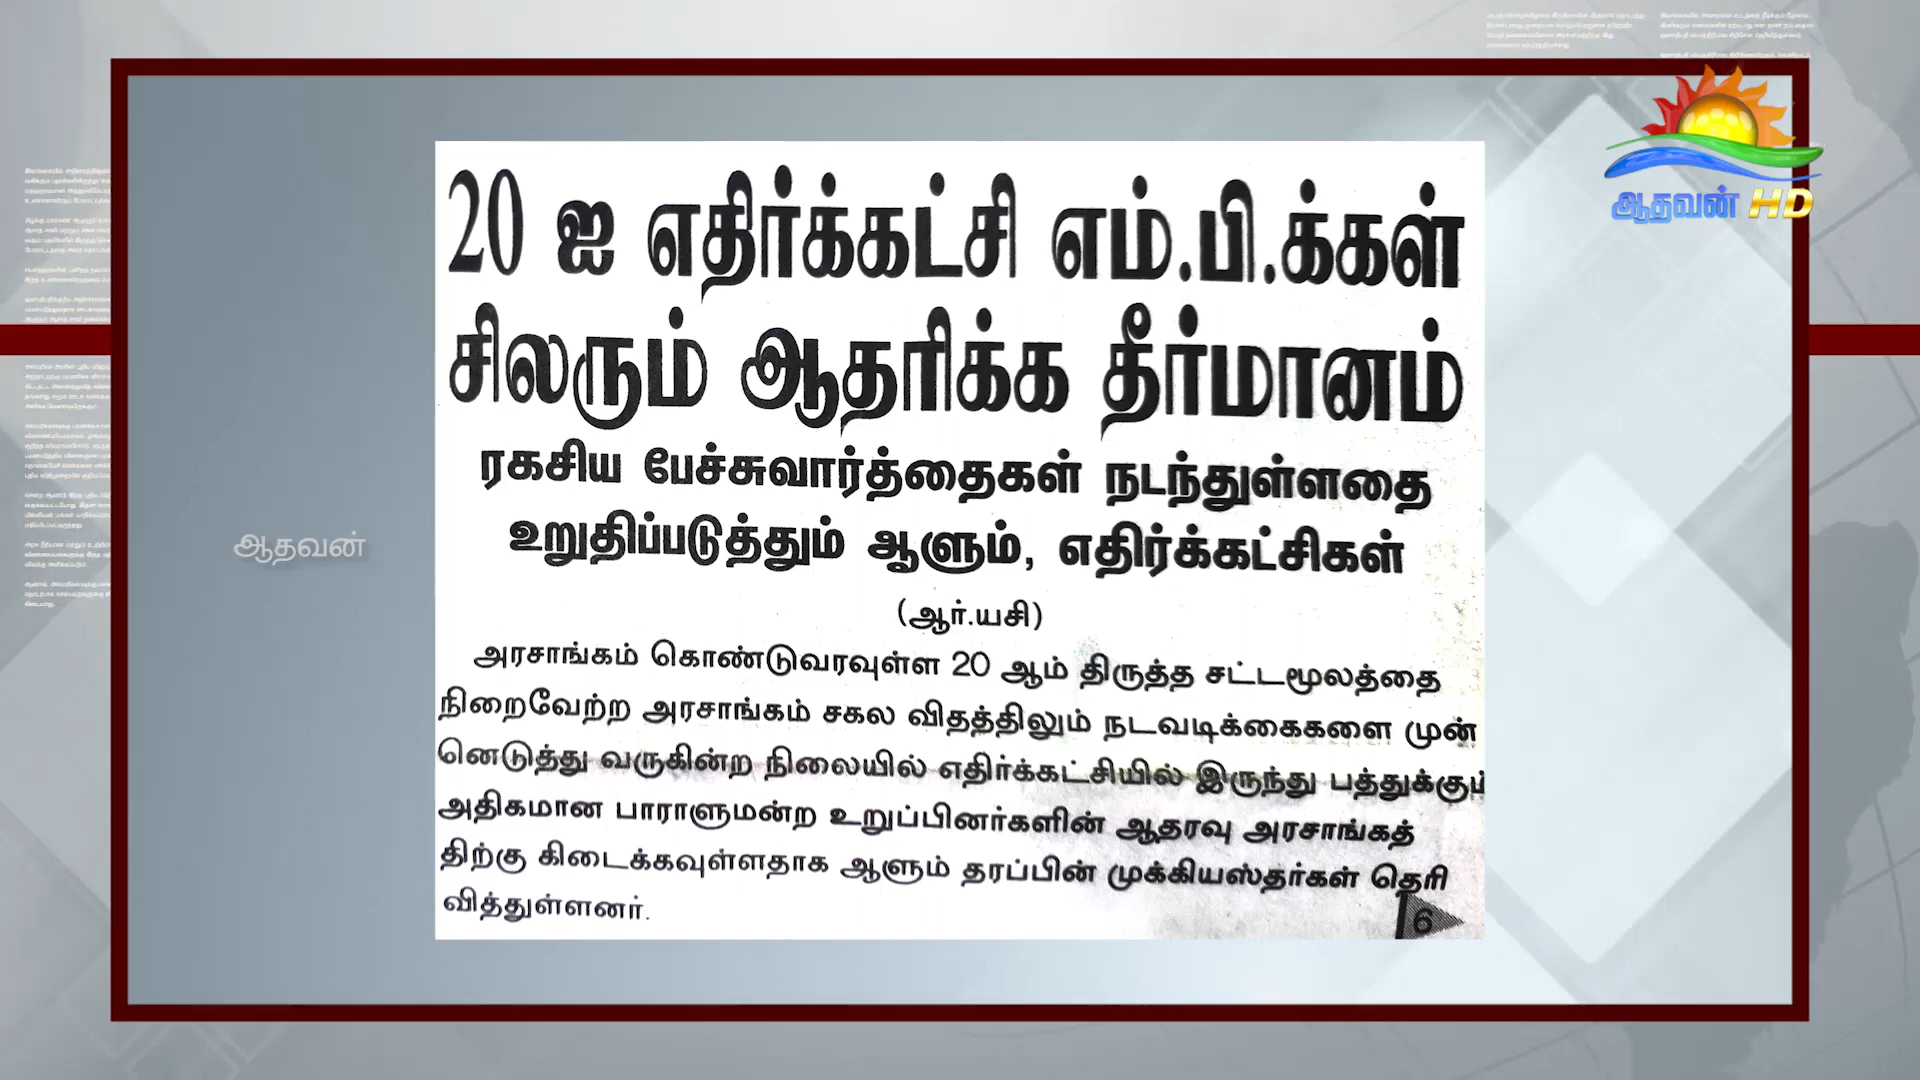 20 ஐ எதிர்க்கட்சி எம்.பி.க்கள்
சிலரும் ஆதரிக்க தீர்மானம்
ரகசிய பேச்சுவார்த்தைகள் நடந்துள்ளதை
உறுதிப்படுத்தும் ஆளும், எதிர்க்கட்சிகள்
(ஆர்.யசி)
அரசாங்கம் கொண்டுவரவுள்ள 20 ஆம் திருத்த சட்டமூலத்தை
நிறைவேற்ற அரசாங்கம் சகல விதத்திலும் நடவடிக்கைகளை முன்
னெடுத்து வருகின்ற நிலையில் எதிர்க்கட்சியில் இருந்து பத்துக்கும்
அதிகமான பாராளுமன்ற உறுப்பினர்களின் ஆதரவு அரசாங்கத்
திற்கு கிடைக்கவுள்ளதாக ஆளும் தரப்பின் முக்கியஸ்தர்கள் தெரி
வித்துள்ளனர்.
6
ஆதவன் HD
ஆதவன்